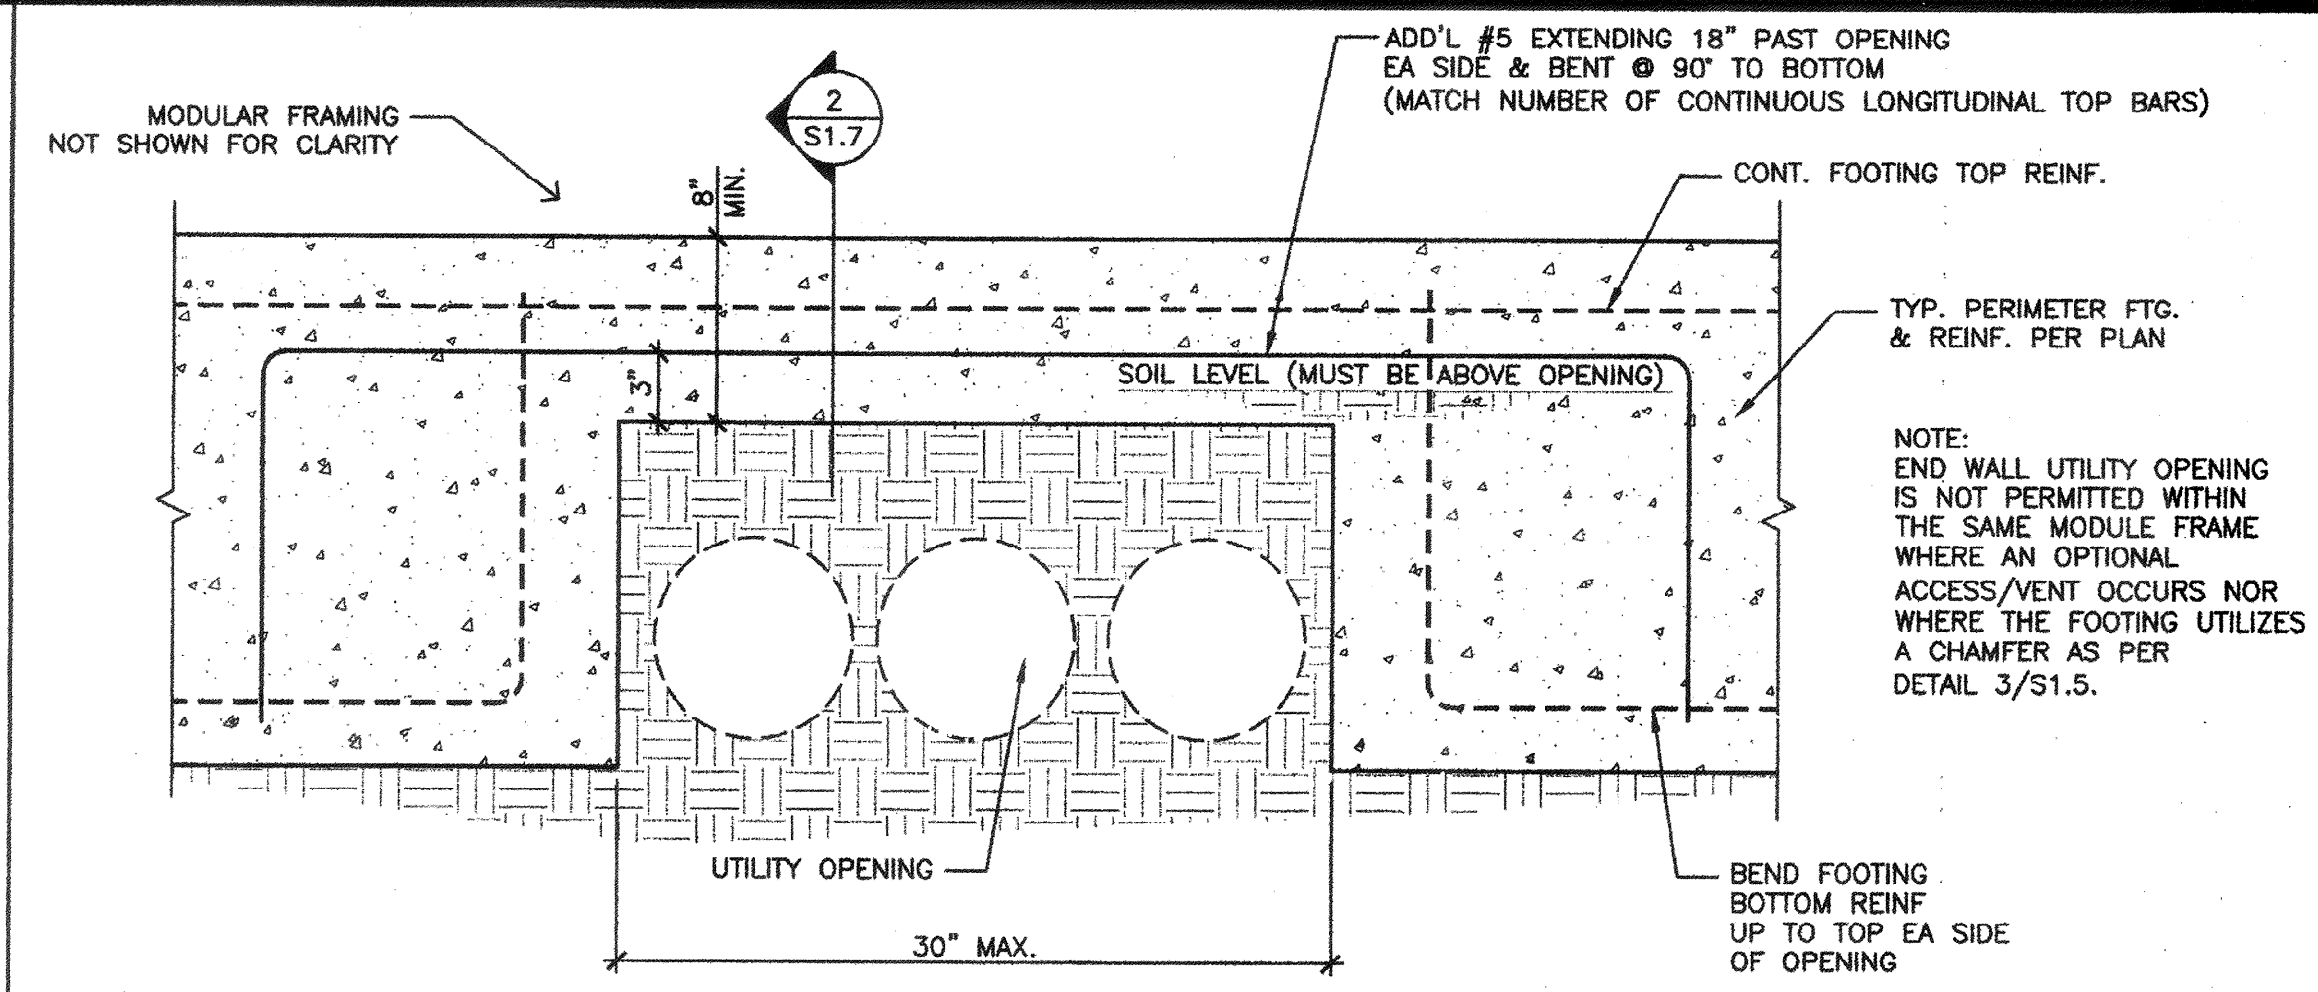 ADD'L #5 EXTENDING 18" PAST OPENING
EA SIDE & BENT @ 90° TO BOTTOM
(MATCH NUMBER OF CONTINUOUS LONGITUDINAL TOP BARS)
MODULAR FRAMING
NOT SHOWN FOR CLARITY
2
S1.7
8"
MIN.
CONT. FOOTING TOP REINF.
TYP. PERIMETER FTG.
& REINF. PER PLAN
3"
SOIL LEVEL (MUST BE ABOVE OPENING)
NOTE:
END WALL UTILITY OPENING
IS NOT PERMITTED WITHIN
THE SAME MODULE FRAME
WHERE AN OPTIONAL
ACCESS/VENT OCCURS NOR
WHERE THE FOOTING UTILIZES
A CHAMFER AS PER
DETAIL 3/S1.5.
UTILITY OPENING
30" MAX.
BEND FOOTING
BOTTOM REINF
UP TO TOP EA SIDE
OF OPENING